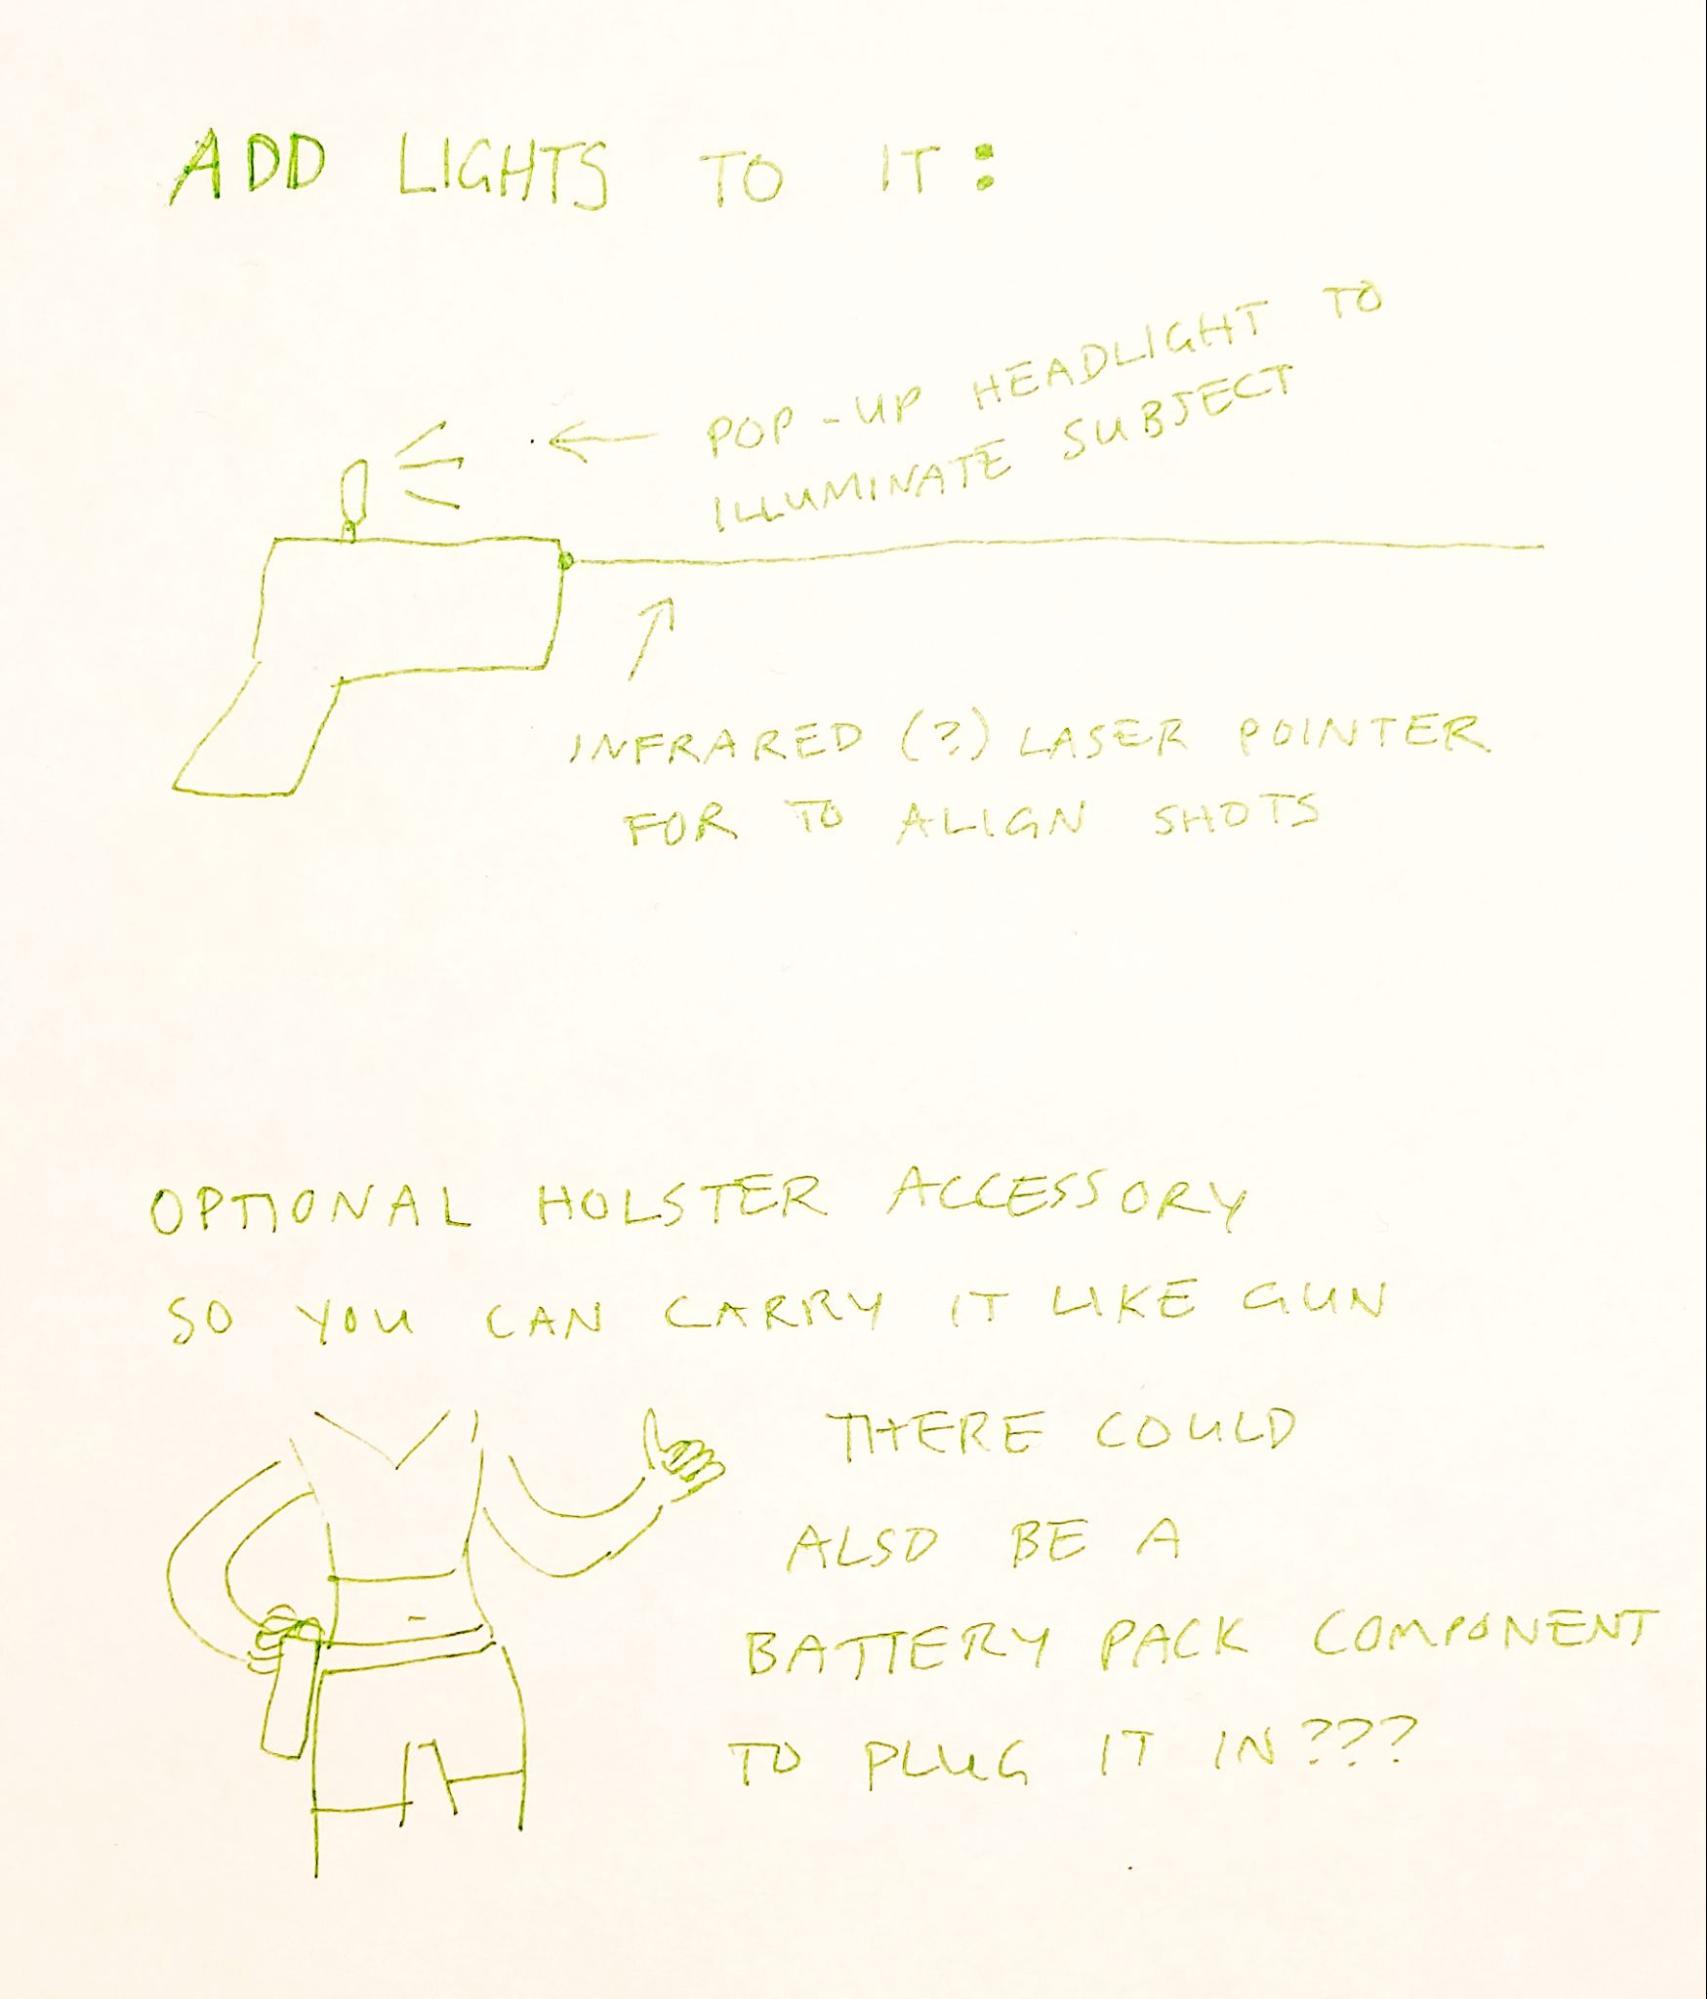 ADD LIGHTS TO IT:
POP-UP HEADLIGHT TO
ILLUMINATE SUBJECT
INFRARED (?) LASER POINTER
FOR TO ALIGN SHOTS
OPTIONAL HOLSTER ACCESSORY
SO YOU CAN CARRY IT LIKE GUN
THERE COULD
ALSO BE A
BATTERY PACK COMPONENT
TO PLUG IT IN???